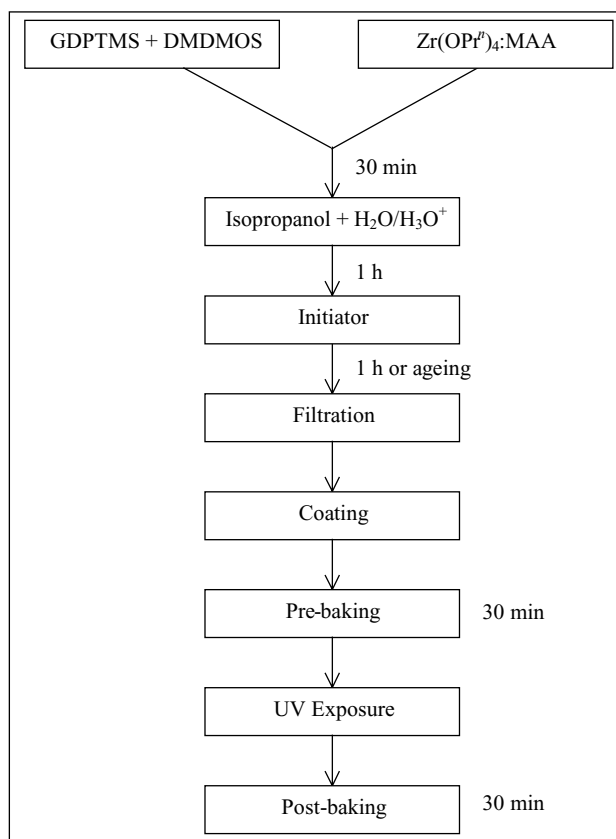 GDPTMS + DMDMOS
Zr(OPrⁿ)₄:MAA
30 min
Isopropanol + H₂O/H₃O⁺
1 h
Initiator
1 h or ageing
Filtration
Coating
Pre-baking
30 min
UV Exposure
Post-baking
30 min